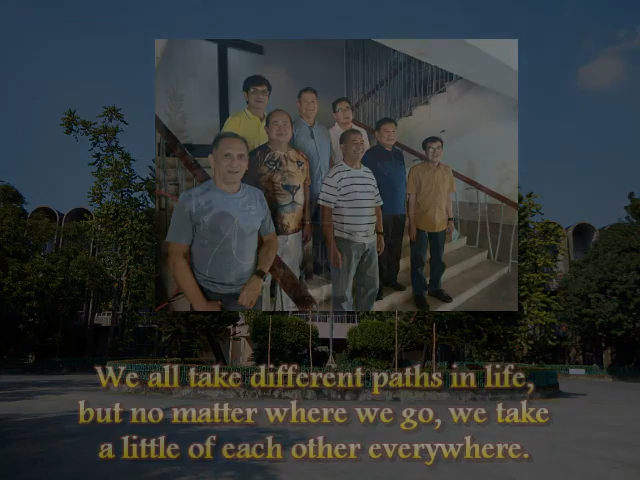 We all take different paths in life,
but no matter where we go, we take
a little of each other everywhere.